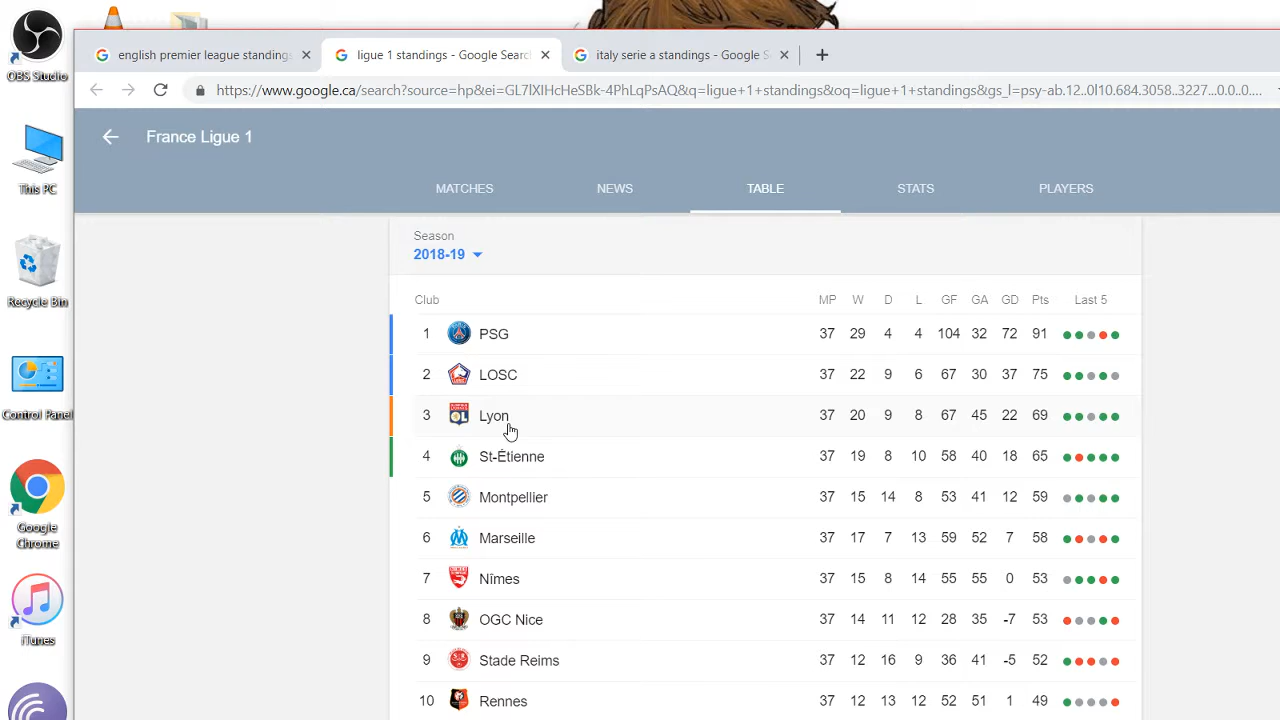 OBS Studio
This PC
Recycle Bin
Control Panel
Google
Chrome
iTunes
english premier league standings
ligue 1 standings - Google Searc
italy serie a standings - Google S
https://www.google.ca/search?source=hp&ei=GL7lXIHcHeSBk-4PhLqPsAQ&q=ligue+1+standings&oq=ligue+1+standings&gs_l=psy-ab.12..0l10.684.3058..3227...0.0..0....
France Ligue 1
MATCHES NEWS TABLE STATS PLAYERS
Season
2018-19
Club MP W D L GF GA GD Pts Last 5
1 PSG 37 29 4 4 104 32 72 91
2 LOSC 37 22 9 6 67 30 37 75
3 Lyon 37 20 9 8 67 45 22 69
4 St-Étienne 37 19 8 10 58 40 18 65
5 Montpellier 37 15 14 8 53 41 12 59
6 Marseille 37 17 7 13 59 52 7 58
7 Nîmes 37 15 8 14 55 55 0 53
8 OGC Nice 37 14 11 12 28 35 -7 53
9 Stade Reims 37 12 16 9 36 41 -5 52
10 Rennes 37 12 13 12 52 51 1 49